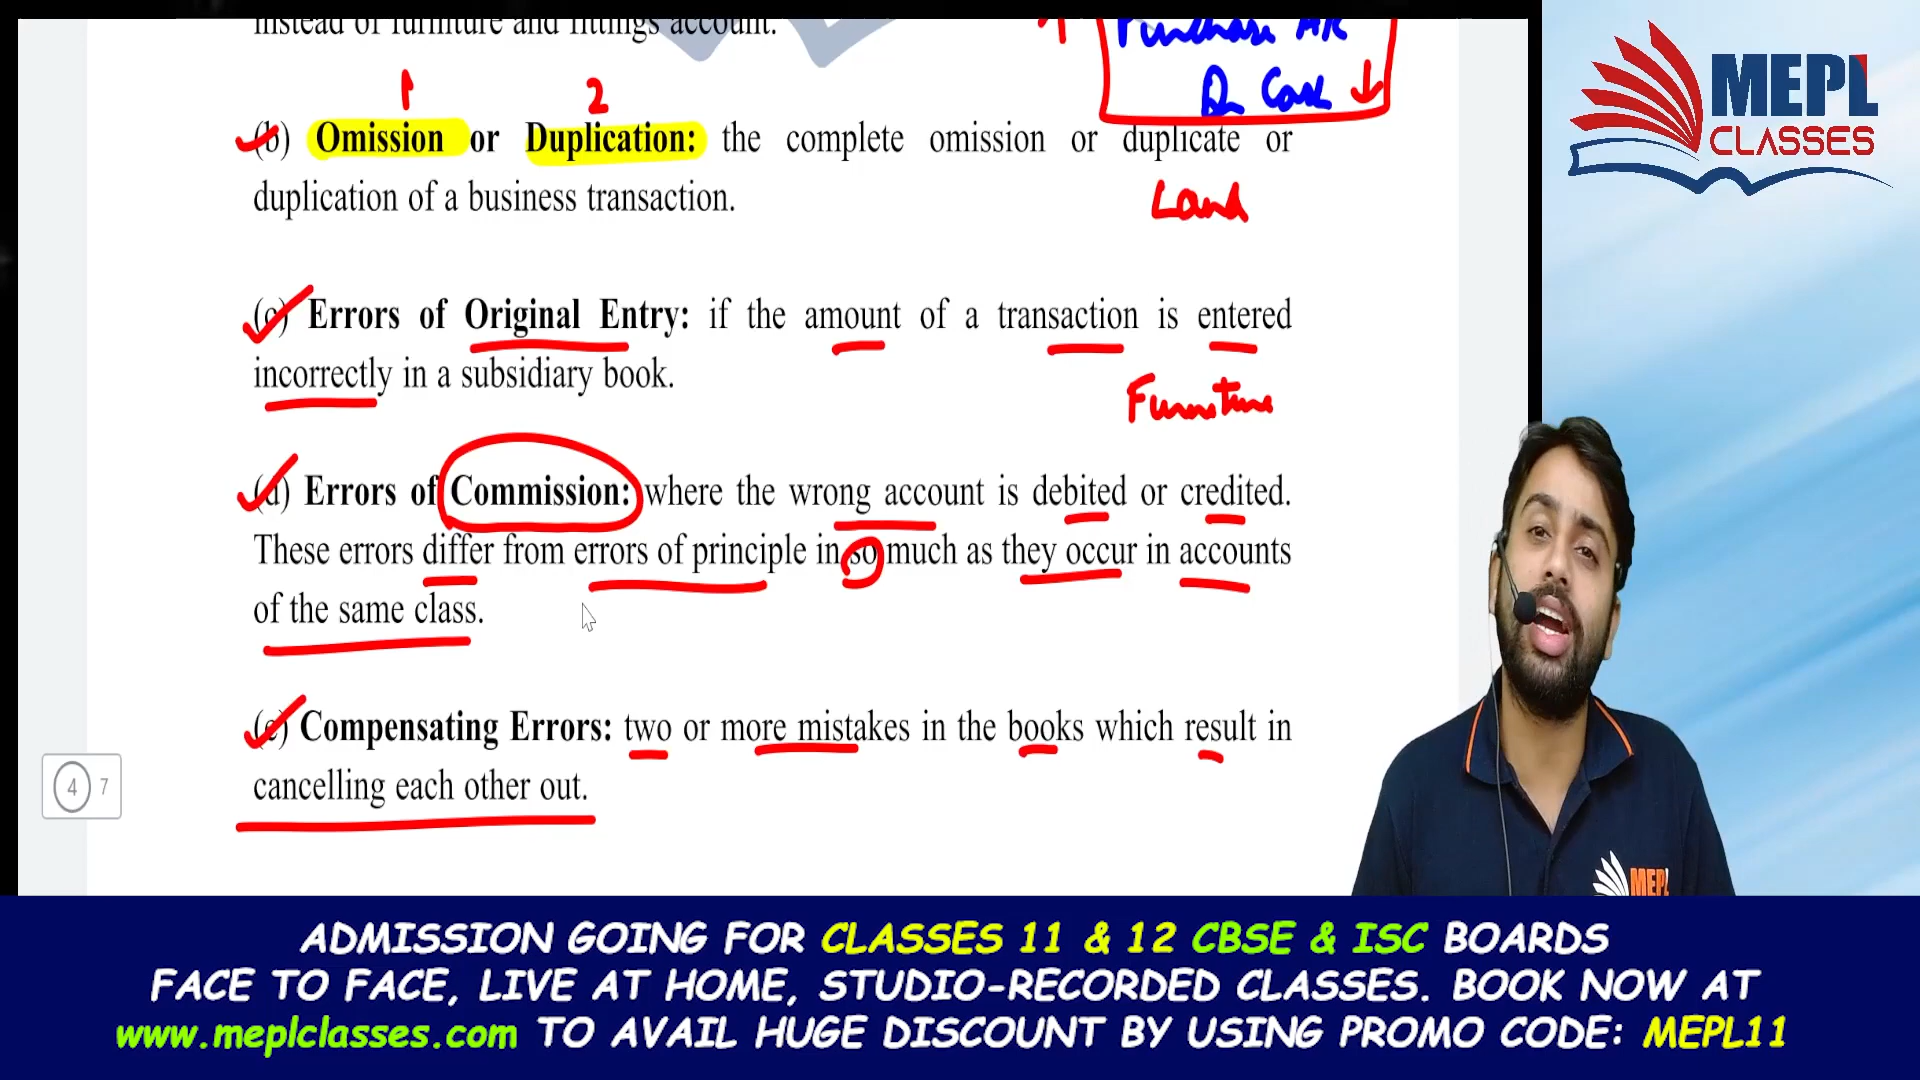 instead of furniture and fittings account.
Purchase A/c
Cash
1
2
(b) Omission or Duplication: the complete omission or duplicate or
duplication of a business transaction.
Land
(c) Errors of Original Entry: if the amount of a transaction is entered
incorrectly in a subsidiary book.
Furniture
(d) Errors of Commission: where the wrong account is debited or credited.
These errors differ from errors of principle in so much as they occur in accounts
of the same class.
(e) Compensating Errors: two or more mistakes in the books which result in
cancelling each other out.
4 7
MEPL
CLASSES
MEPL
ADMISSION GOING FOR CLASSES 11 & 12 CBSE & ISC BOARDS
FACE TO FACE, LIVE AT HOME, STUDIO-RECORDED CLASSES. BOOK NOW AT
www.meplclasses.com TO AVAIL HUGE DISCOUNT BY USING PROMO CODE: MEPL11